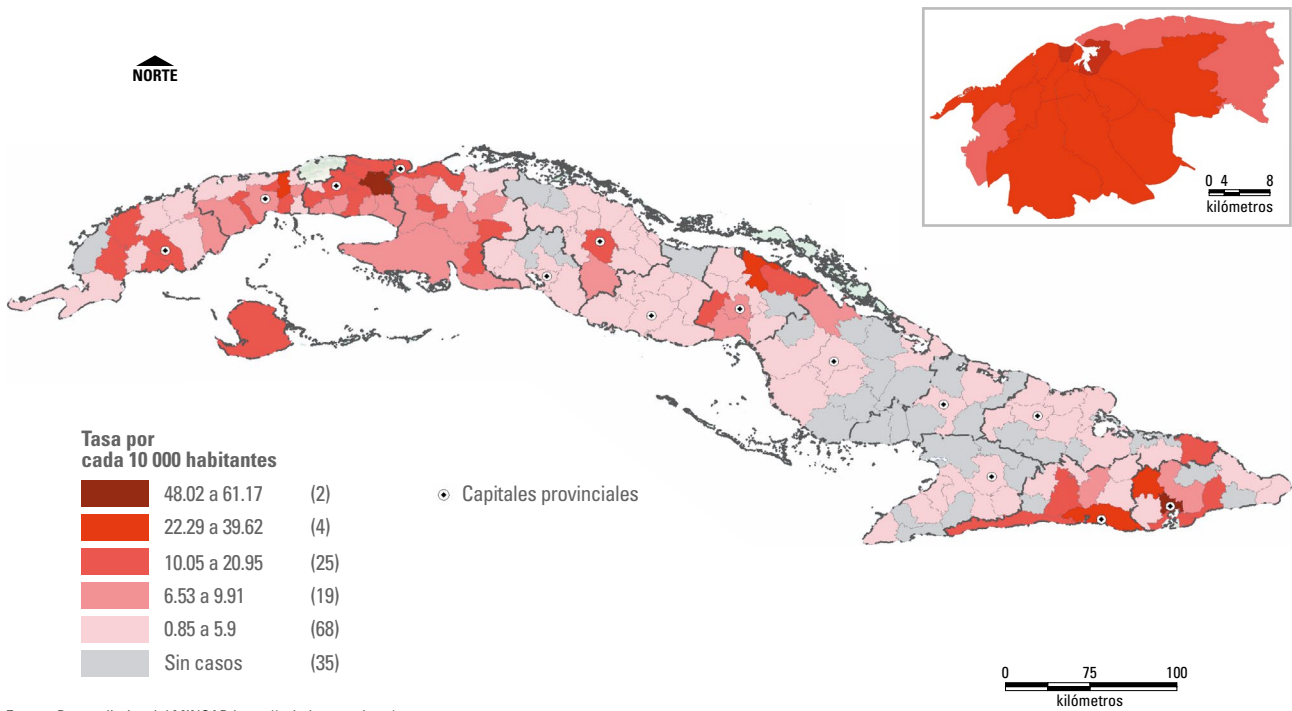 NORTE
0 4 8
kilómetros
Tasa por
cada 10 000 habitantes
48.02 a 61.17 (2)
22.29 a 39.62 (4)
10.05 a 20.95 (25)
6.53 a 9.91 (19)
0.85 a 5.9 (68)
Sin casos (35)
Capitales provinciales
0 75 100
kilómetros